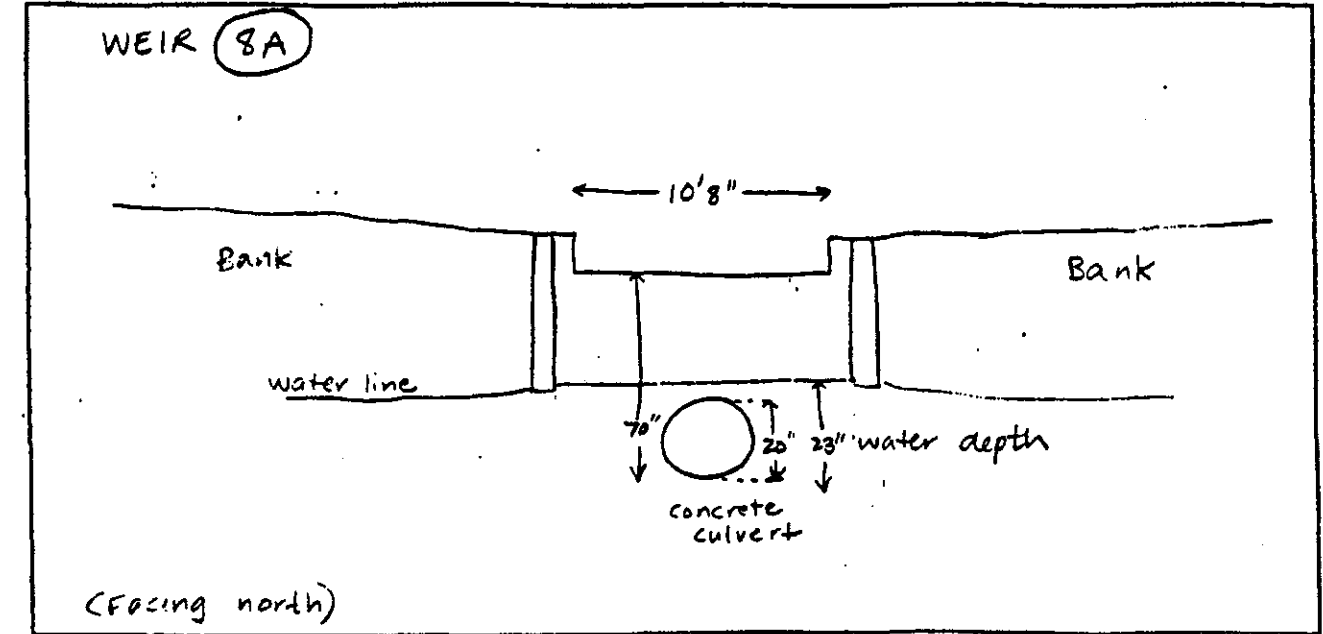 WEIR 8A
10'8"
Bank
Bank
water line
70"
20"
23" water depth
concrete
culvert
(Facing north)